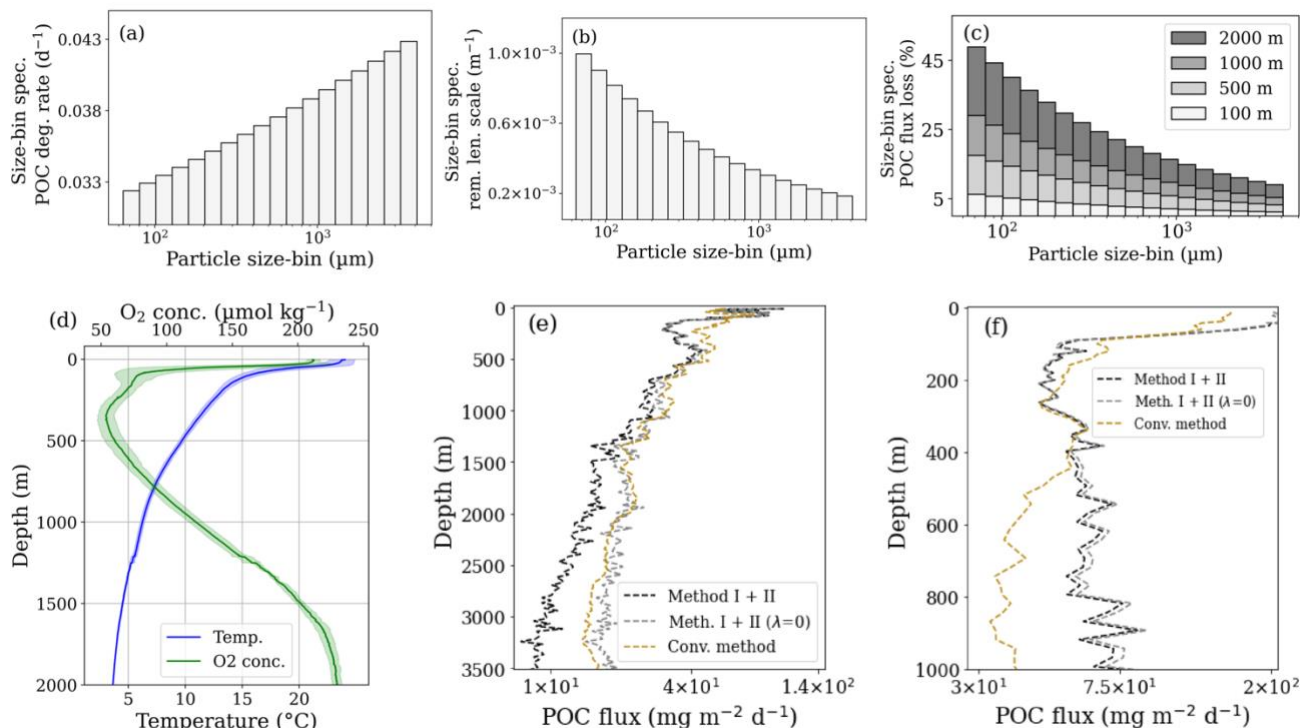 (a)
Size-bin spec.
POC deg. rate (d⁻¹)
0.043
0.038
0.033
10²
10³
Particle size-bin (µm)
(b)
Size-bin spec.
rem. len. scale (m⁻¹)
1.0×10⁻³
0.6×10⁻³
0.2×10⁻³
10²
10³
Particle size-bin (µm)
(c)
Size-bin spec.
POC flux loss (%)
45
25
5
2000 m
1000 m
500 m
100 m
10²
10³
Particle size-bin (µm)
(d)
O₂ conc. (µmol kg⁻¹)
50 100 150 200 250
Depth (m)
0
500
1000
1500
2000
Temp.
O2 conc.
5 10 15 20
Temperature (°C)
(e)
Depth (m)
0
500
1000
1500
2000
2500
3000
3500
Method I + II
Meth. I + II (λ=0)
Conv. method
1×10¹ 4×10¹ 1.4×10²
POC flux (mg m⁻² d⁻¹)
(f)
Depth (m)
0
200
400
600
800
1000
Method I + II
Meth. I + II (λ=0)
Conv. method
3×10¹ 7.5×10¹ 2×10²
POC flux (mg m⁻² d⁻¹)